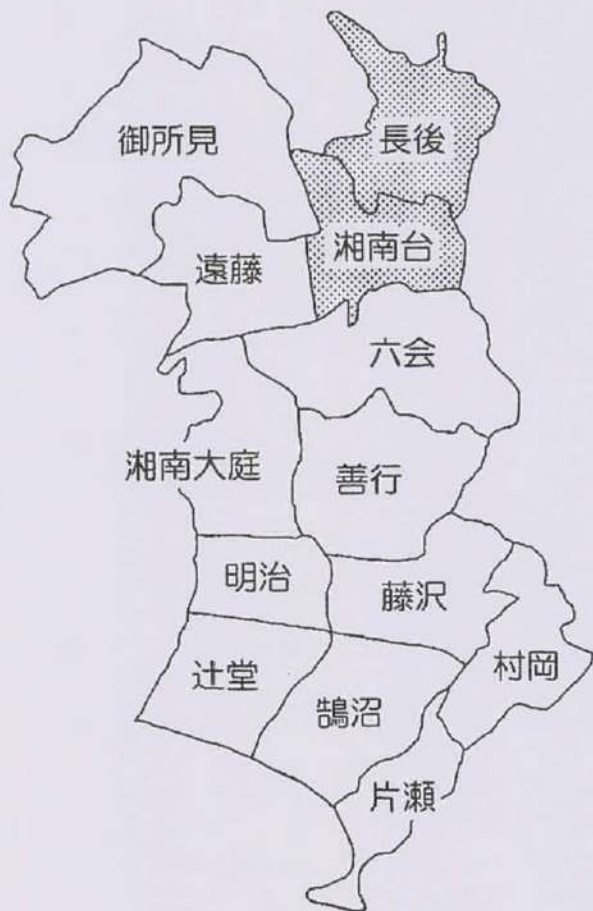 御所見
長後
湘南台
遠藤
六会
湘南大庭
善行
明治
藤沢
村岡
辻堂
鵠沼
片瀬